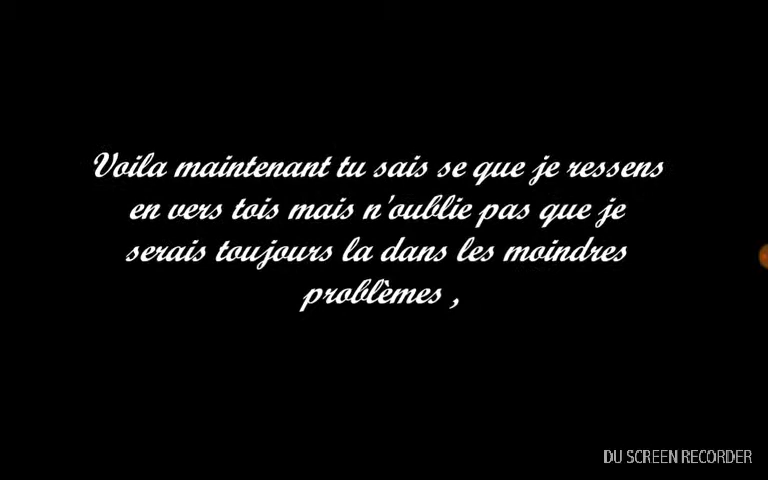 Voila maintenant tu sais se que je ressens
en vers tois mais n'oublie pas que je
serais toujours la dans les moindres
problèmes ,
DU SCREEN RECORDER